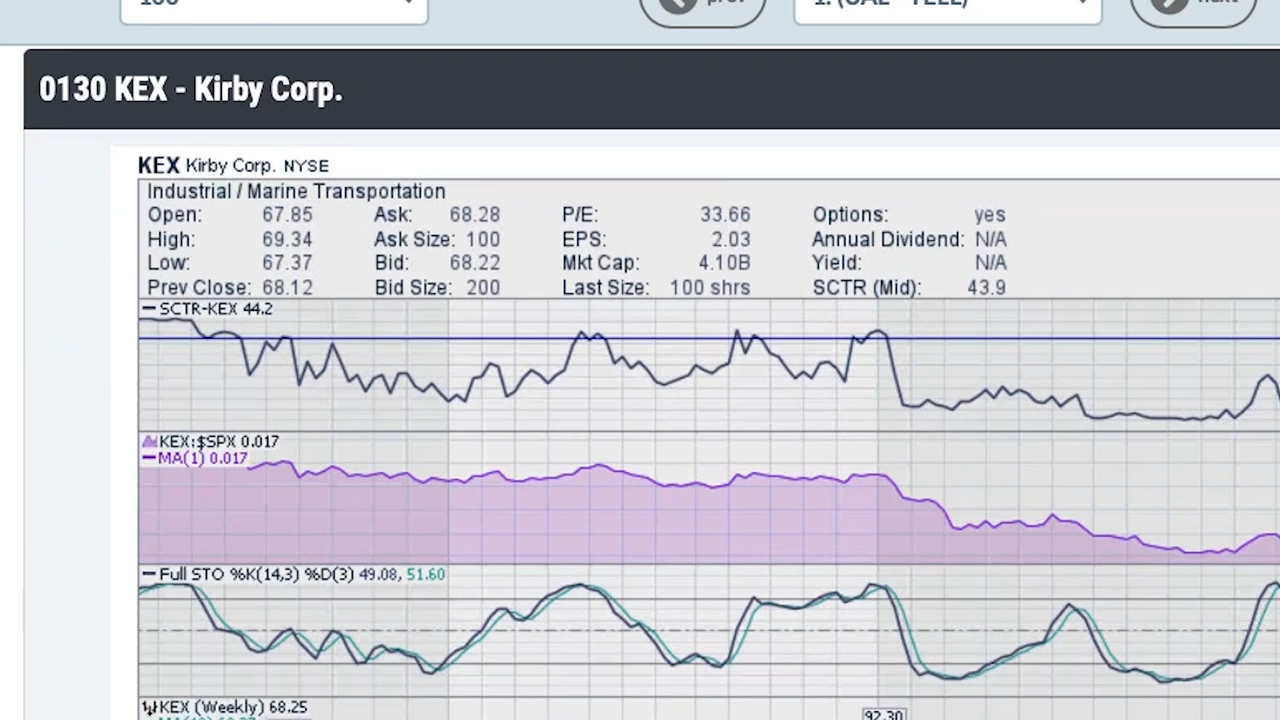 0130 KEX - Kirby Corp.
KEX Kirby Corp. NYSE
Industrial / Marine Transportation
Open: 67.85 Ask: 68.28 P/E: 33.66 Options: yes
High: 69.34 Ask Size: 100 EPS: 2.03 Annual Dividend: N/A
Low: 67.37 Bid: 68.22 Mkt Cap: 4.10B Yield: N/A
Prev Close: 68.12 Bid Size: 200 Last Size: 100 shrs SCTR (Mid): 43.9
SCTR-KEX 44.2
KEX:$SPX 0.017
MA(1) 0.017
Full STO %K(14,3) %D(3) 49.08, 51.60
KEX (Weekly) 68.25
92.30